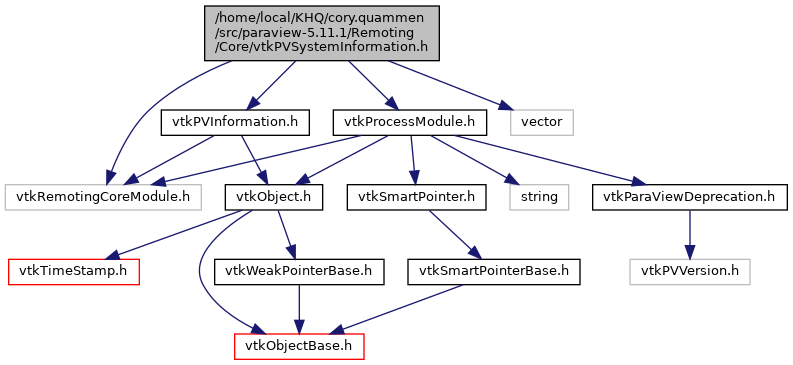 /home/local/KHQ/cory.quammen
/src/paraview-5.11.1/Remoting
/Core/vtkPVSystemInformation.h
vtkPVInformation.h
vtkProcessModule.h
vector
vtkRemotingCoreModule.h
vtkObject.h
vtkSmartPointer.h
string
vtkParaViewDeprecation.h
vtkTimeStamp.h
vtkWeakPointerBase.h
vtkSmartPointerBase.h
vtkPVVersion.h
vtkObjectBase.h